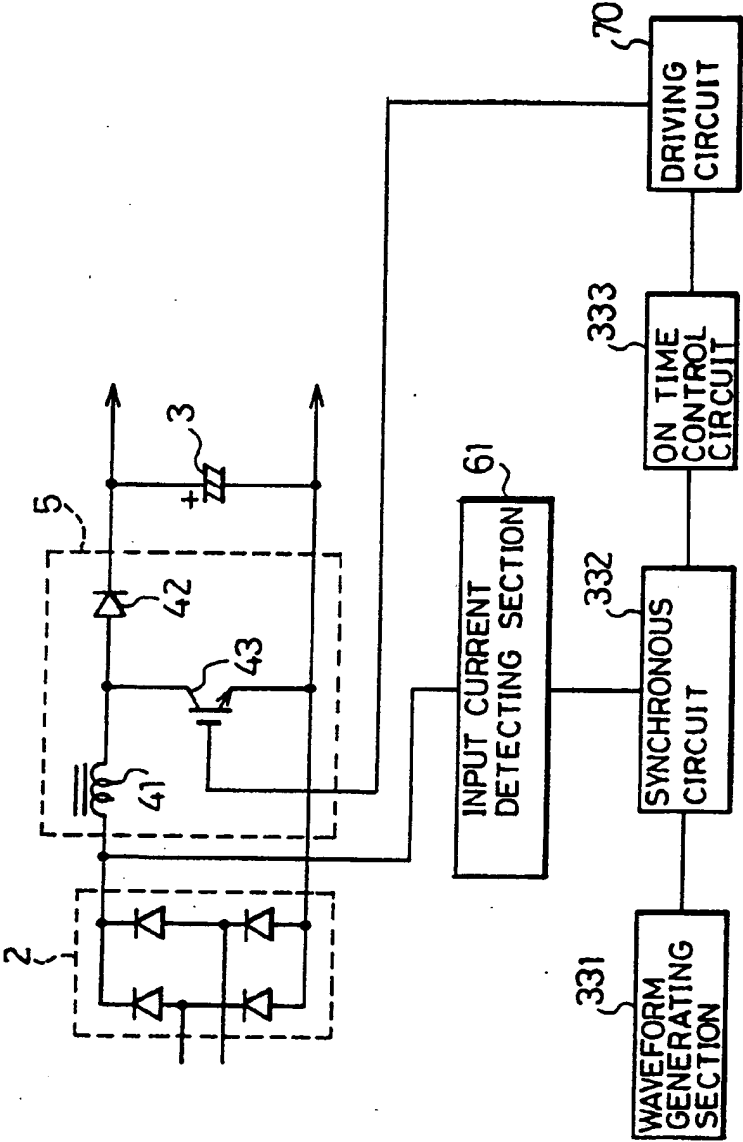 2
5
41
42
43
3
+
INPUT CURRENT
DETECTING SECTION
61
331
WAVEFORM
GENERATING
SECTION
332
SYNCHRONOUS
CIRCUIT
333
ON TIME
CONTROL
CIRCUIT
70
DRIVING
CIRCUIT